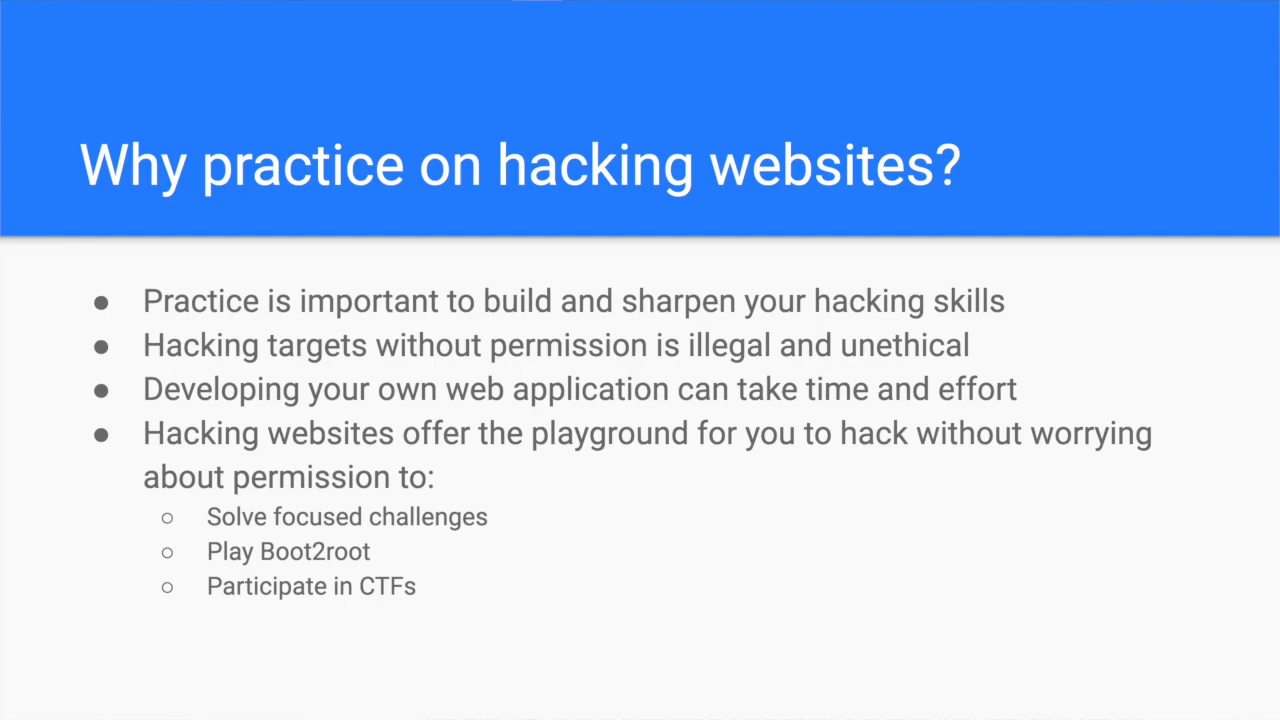 Why practice on hacking websites?
● Practice is important to build and sharpen your hacking skills
● Hacking targets without permission is illegal and unethical
● Developing your own web application can take time and effort
● Hacking websites offer the playground for you to hack without worrying
about permission to:
○ Solve focused challenges
○ Play Boot2root
○ Participate in CTFs